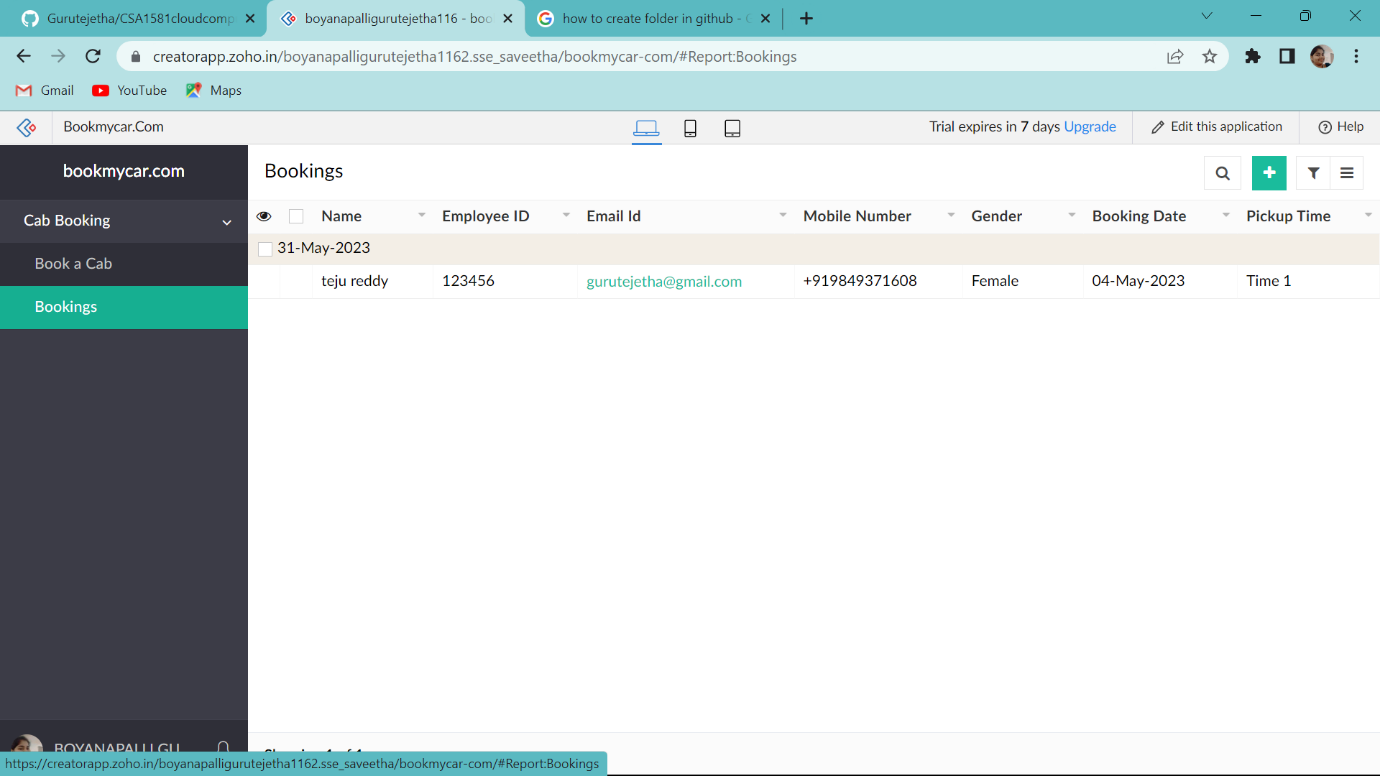 Gurutejetha/CSA1581cloudcomp
boyanapalligurutejetha116 - boo
how to create folder in github -
creatorapp.zoho.in/boyanapalligurutejetha1162.sse_saveetha/bookmycar-com/#Report:Bookings
Gmail YouTube Maps
Bookmycar.Com
Trial expires in 7 days Upgrade
Edit this application
Help
bookmycar.com
Cab Booking
Book a Cab
Bookings
Bookings
Name Employee ID Email Id Mobile Number Gender Booking Date Pickup Time
31-May-2023
teju reddy 123456 gurutejetha@gmail.com +919849371608 Female 04-May-2023 Time 1
BOYANAPALLI GU
https://creatorapp.zoho.in/boyanapalligurutejetha1162.sse_saveetha/bookmycar-com/#Report:Bookings